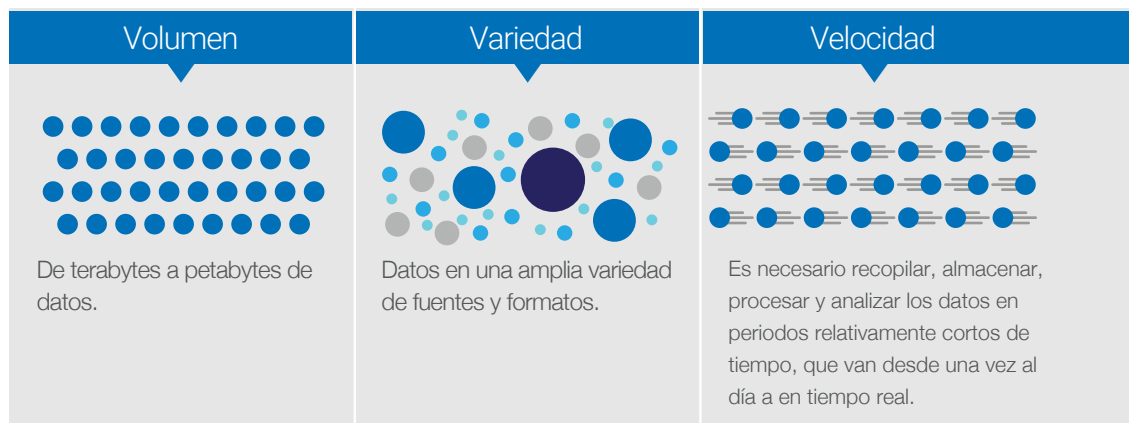 Volumen
De terabytes a petabytes de
datos.
Variedad
Datos en una amplia variedad
de fuentes y formatos.
Velocidad
Es necesario recopilar, almacenar,
procesar y analizar los datos en
periodos relativamente cortos de
tiempo, que van desde una vez al
día a en tiempo real.